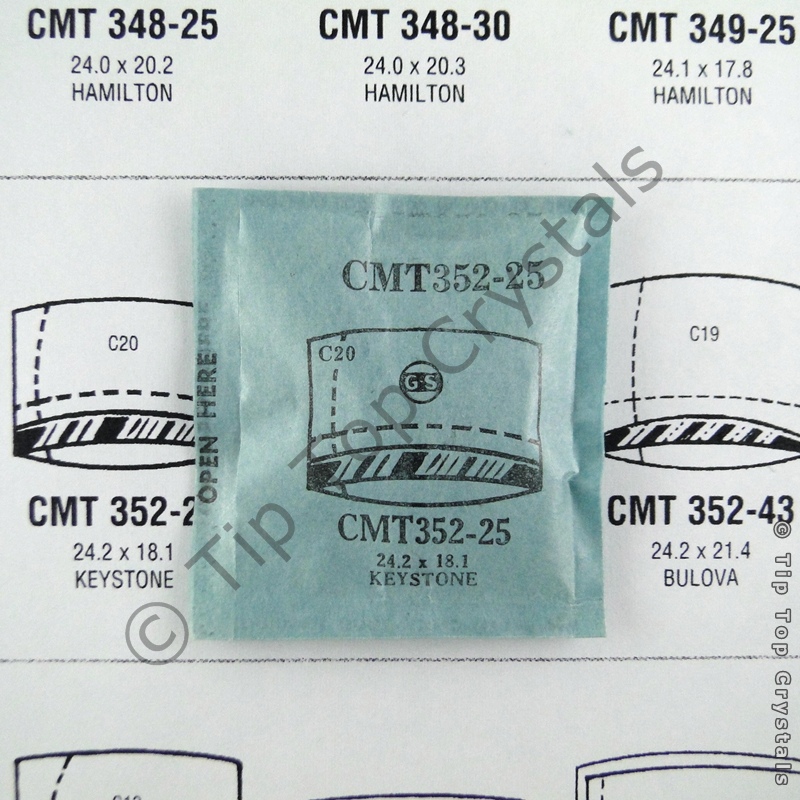 CMT 348-25
24.0 x 20.2
HAMILTON
CMT 348-30
24.0 x 20.3
HAMILTON
CMT 349-25
24.1 x 17.8
HAMILTON
C20
CMT 352-2
24.2 x 18.1
KEYSTONE
OPEN HERE
CMT352-25
C20
G-S
CMT352-25
24.2 x 18.1
KEYSTONE
C19
CMT 352-43
24.2 x 21.4
BULOVA
© Tip Top Crystals
© Tip Top Crystals